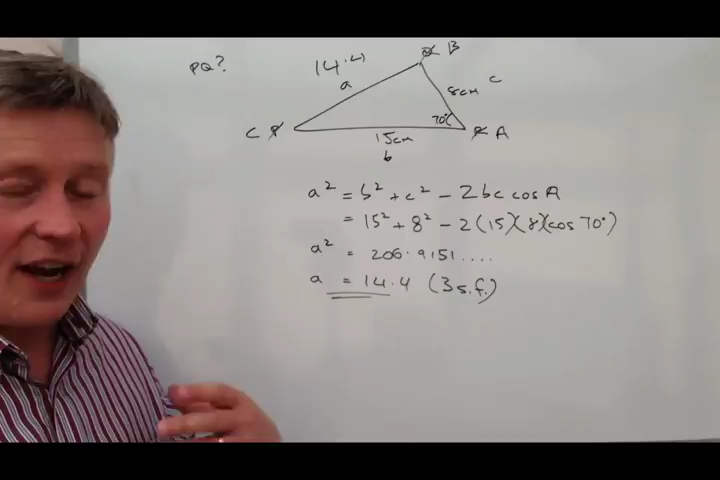 PQ?
14.4
B
a
8cm c
C
70°
A
15cm
b
a² = b² + c² - 2bc cos A
= 15² + 8² - 2(15)(8)(cos 70°)
a² = 206.9151....
a = 14.4 (3 s.f.)